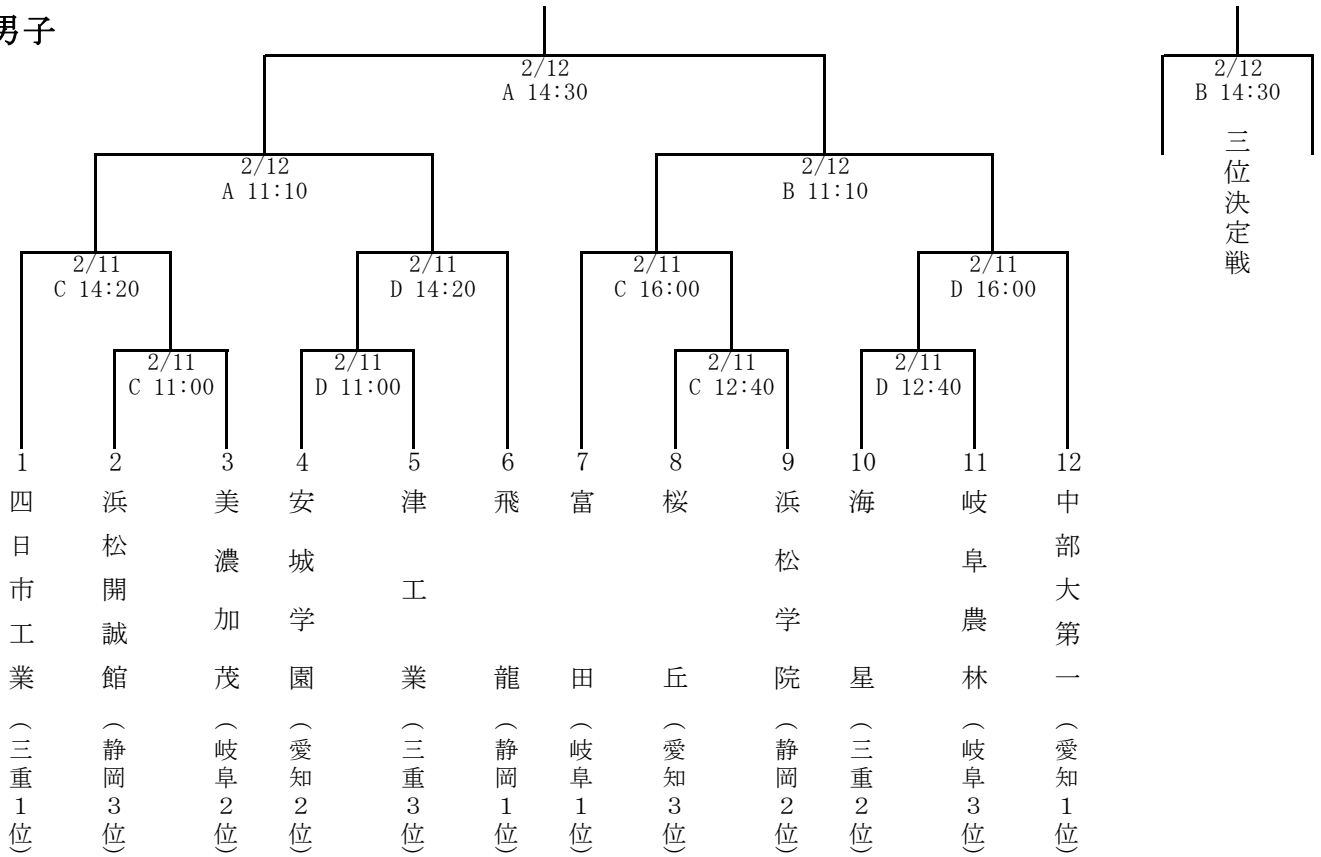 男子
2/12
A 14:30
2/12
B 14:30
三位決定戦
2/12
A 11:10
2/12
B 11:10
2/11
C 14:20
2/11
D 14:20
2/11
C 16:00
2/11
D 16:00
2/11
C 11:00
2/11
D 11:00
2/11
C 12:40
2/11
D 12:40
1
四日市工業(三重1位)
2
浜松開誠館(静岡3位)
3
美濃加茂(岐阜2位)
4
安城学園(愛知2位)
5
津工業(三重3位)
6
飛龍(静岡1位)
7
富田(岐阜1位)
8
桜丘(愛知3位)
9
浜松学院(静岡2位)
10
海星(三重2位)
11
岐阜農林(岐阜3位)
12
中部大第一(愛知1位)